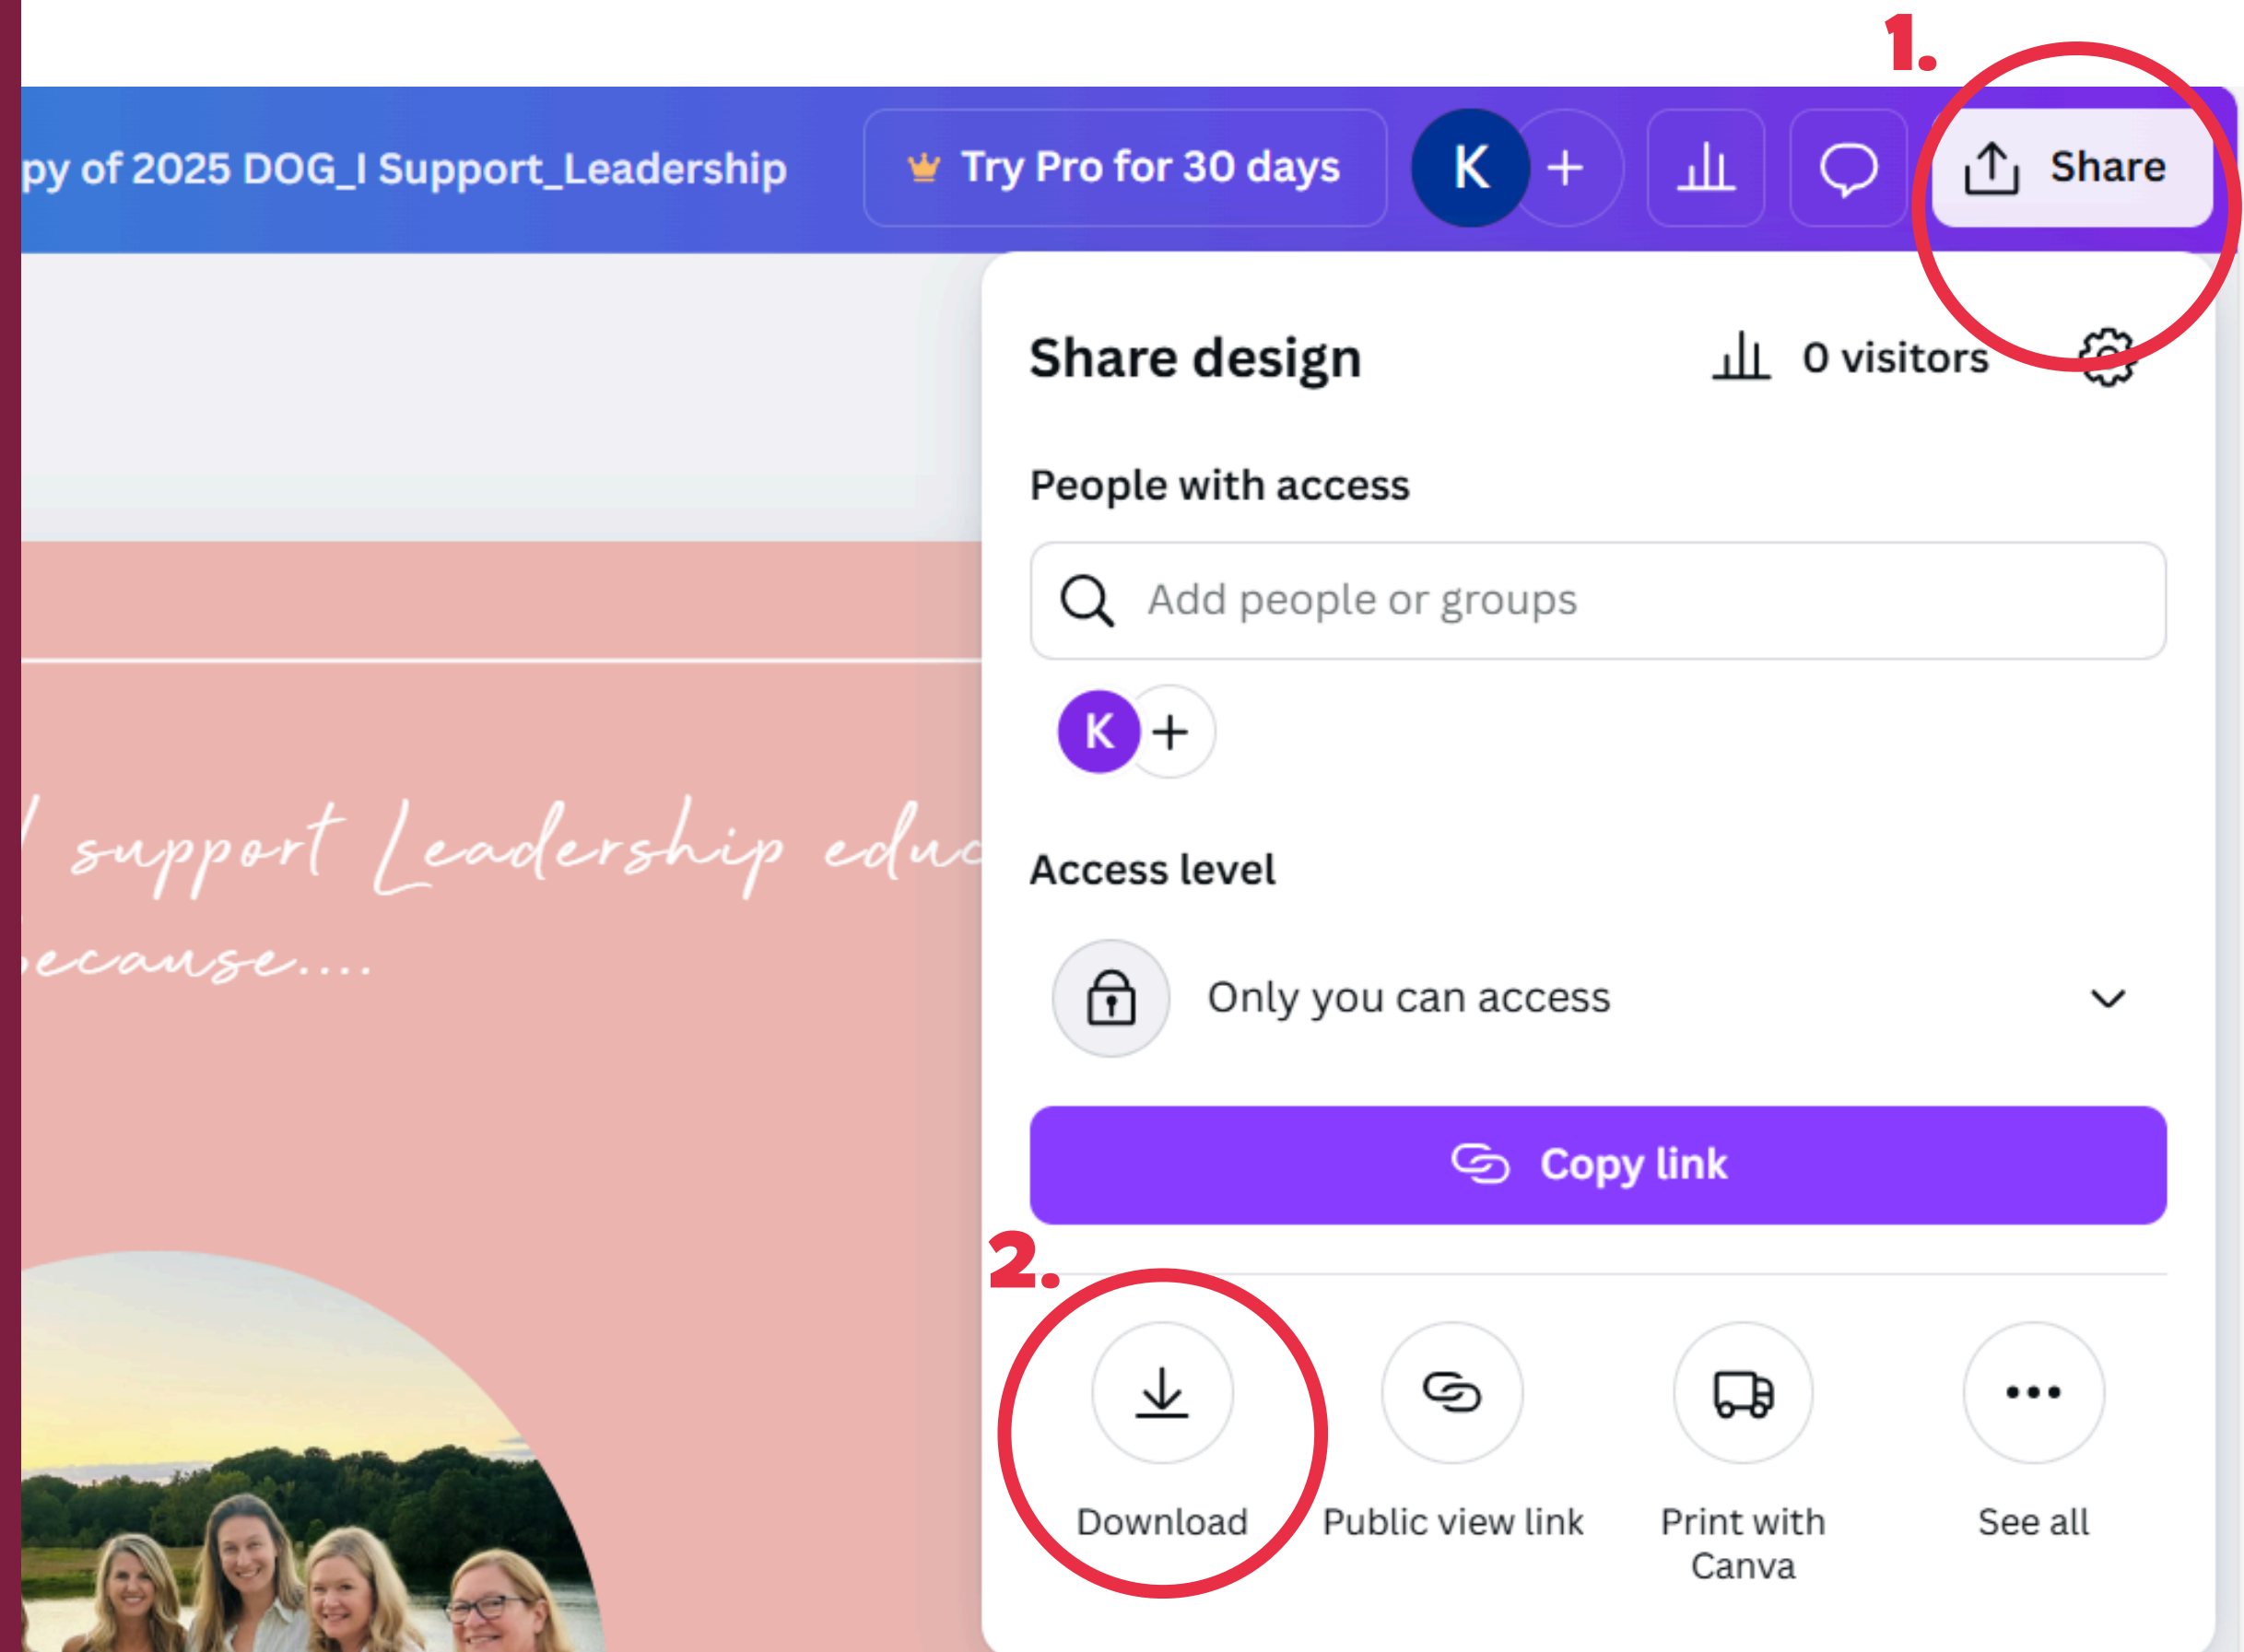 1.
py of 2025 DOG_I Support_Leadership
Try Pro for 30 days
K
Share
Share design
0 visitors
People with access
Add people or groups
K
support Leadership educ
ecause....
Access level
Only you can access
Copy link
2.
Download
Public view link
Print with
Canva
See all